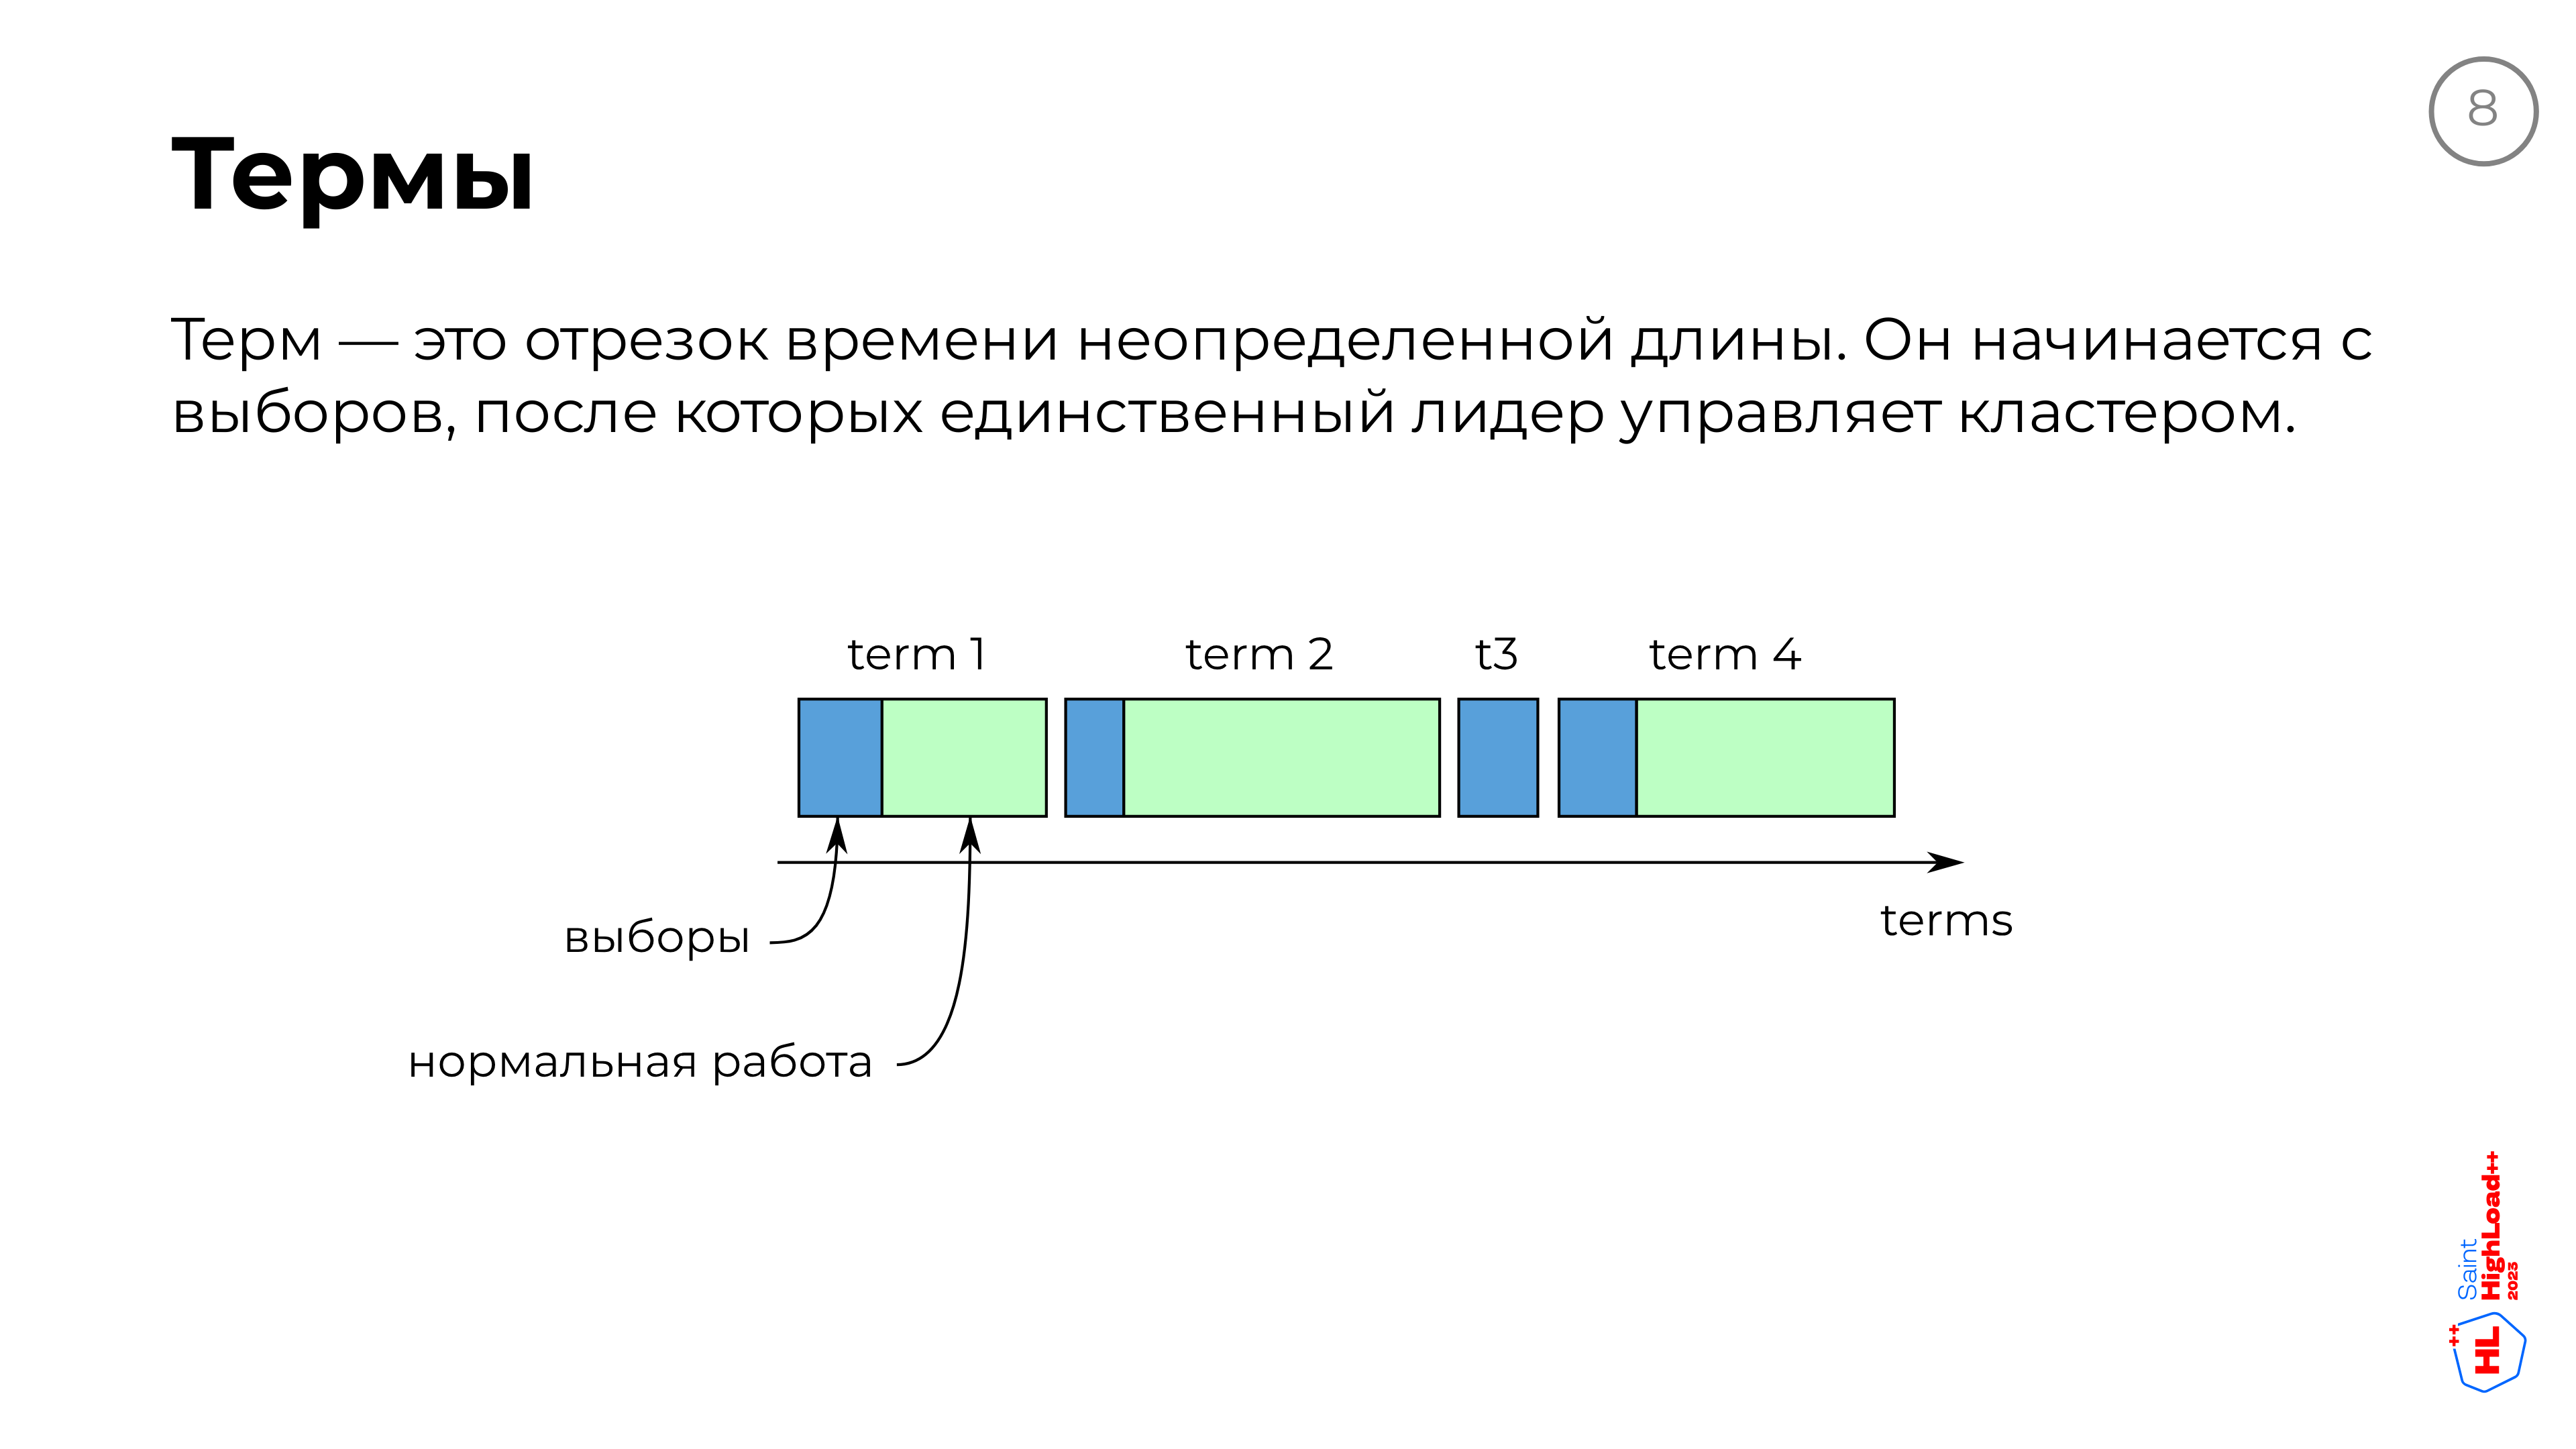 8
Термы
Терм — это отрезок времени неопределенной длины. Он начинается с
выборов, после которых единственный лидер управляет кластером.
term 1
term 2
t3
term 4
terms
выборы
нормальная работа
Saint
HighLoad++
2023
HL++